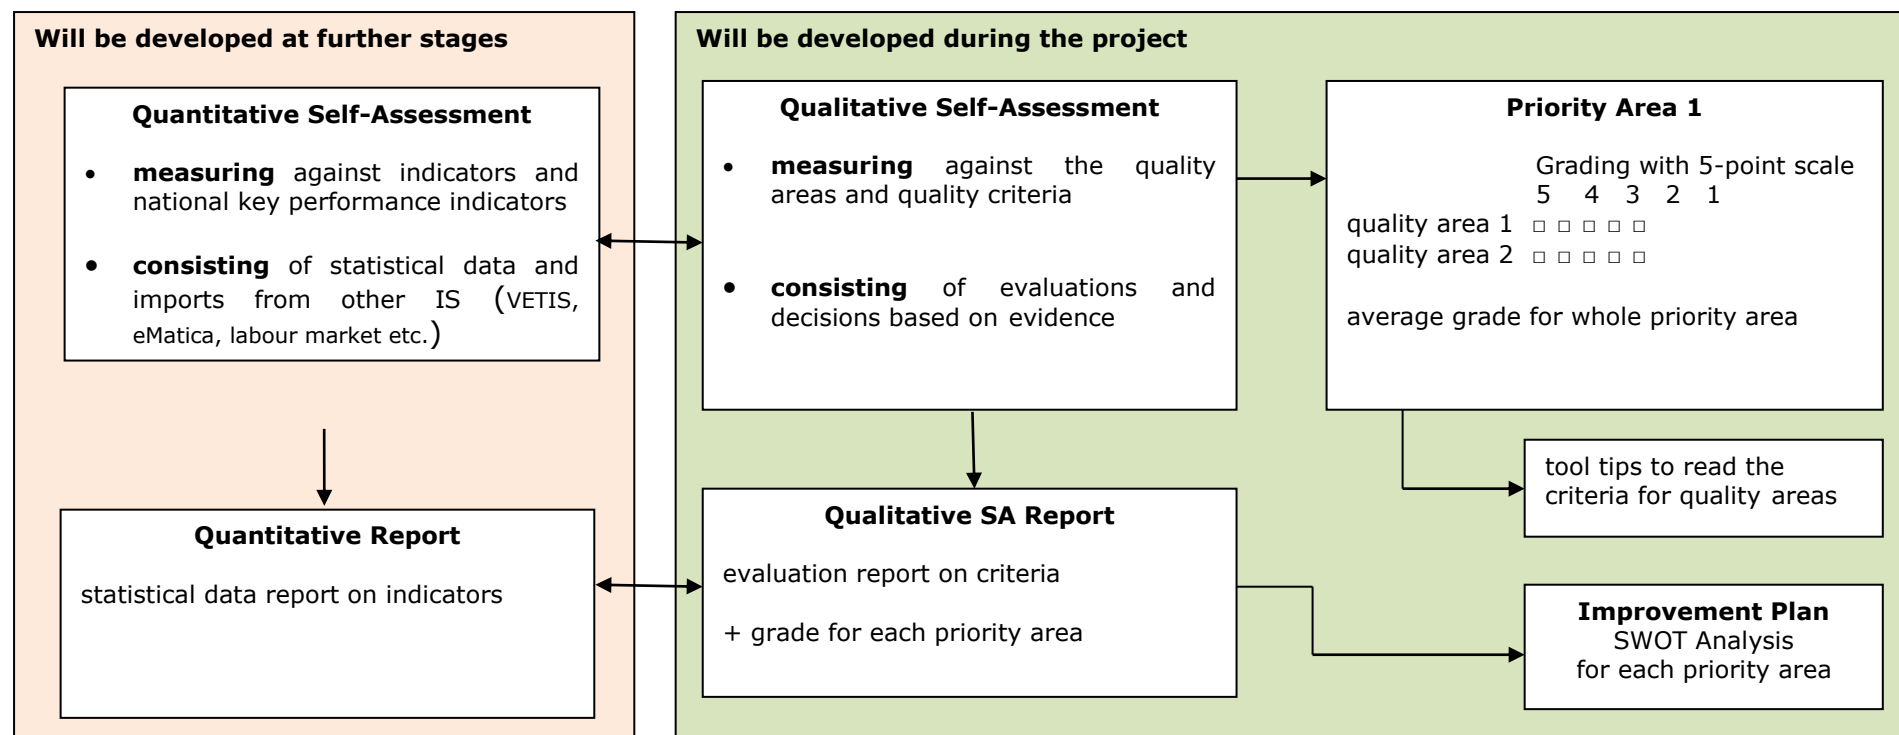 Will be developed at further stages
Quantitative Self-Assessment
• measuring against indicators and
national key performance indicators
• consisting of statistical data and
imports from other IS (VETIS,
eMatica, labour market etc.)
Quantitative Report
statistical data report on indicators
Will be developed during the project
Qualitative Self-Assessment
• measuring against the quality
areas and quality criteria
• consisting of evaluations and
decisions based on evidence
Qualitative SA Report
evaluation report on criteria
+ grade for each priority area
Priority Area 1
Grading with 5-point scale
5 4 3 2 1
quality area 1 □ □ □ □ □
quality area 2 □ □ □ □ □
average grade for whole priority area
tool tips to read the
criteria for quality areas
Improvement Plan
SWOT Analysis
for each priority area